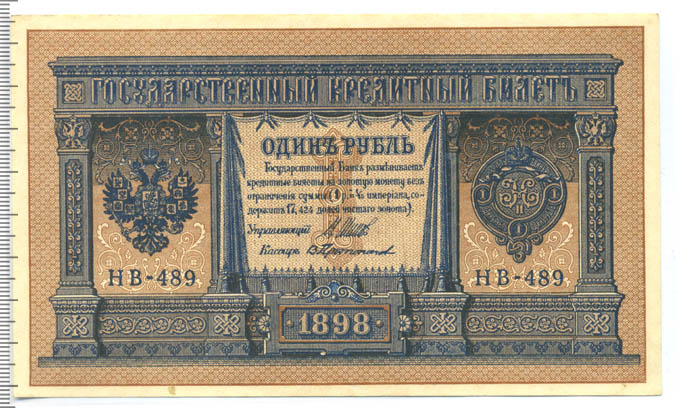 ГОСУДАРСТВЕННЫЙ КРЕДИТНЫЙ БИЛЕТЪ
ОДИНЪ РУБЛЬ
Государственный Банкъ размѣниваетъ
кредитные билеты на золотую монету безъ
ограниченія суммы (1 р. = 1/15 имперіала, со-
держитъ 17,424 долей чистаго золота).
Управляющій
Кассиръ
НВ-489
НВ-489
1898